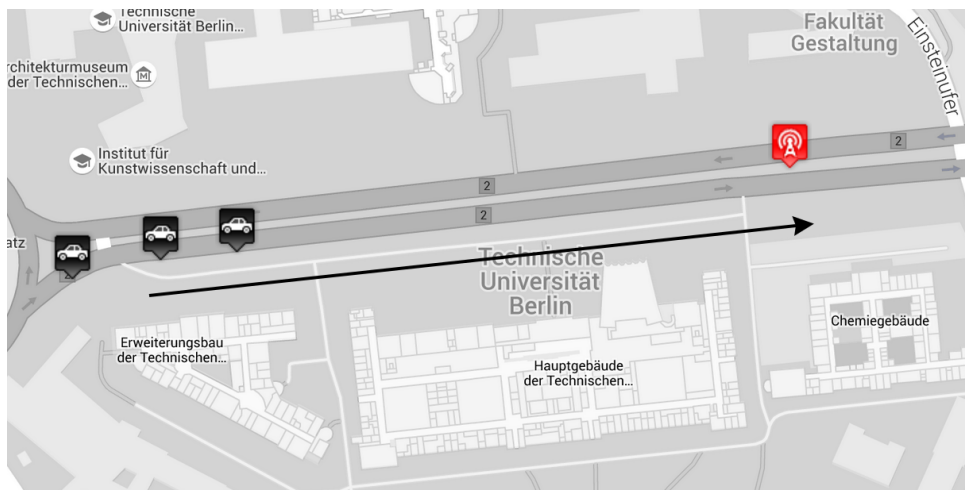 Technische
Universität Berlin...
Fakultät
Gestaltung
Einsteinufer
rchitekturmuseum
der Technischen...
Institut für
Kunstwissenschaft und...
2
2
2
atz
2
Technische
Universität
Berlin
Erweiterungsbau
der Technischen...
Hauptgebäude
der Technischen...
Chemiegebäude